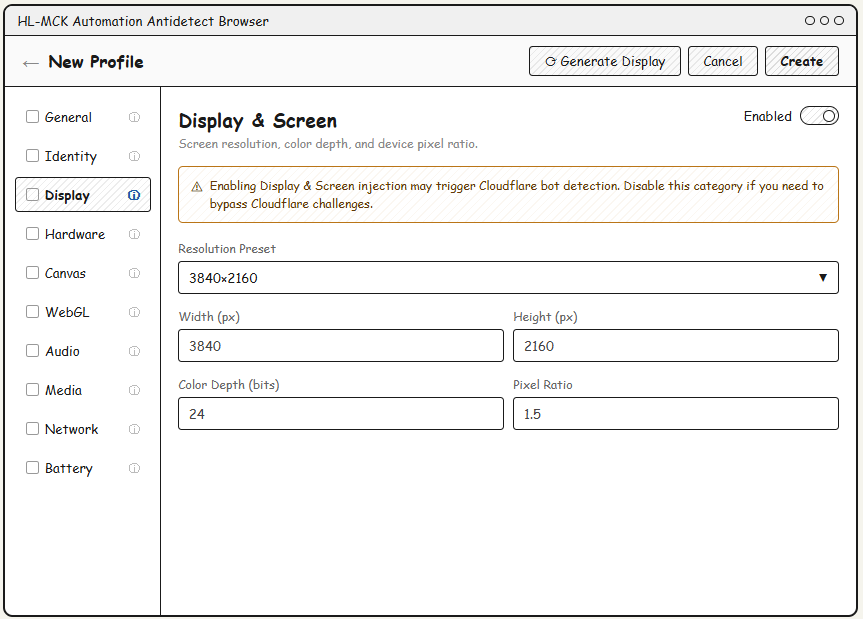 HL-MCK Automation Antidetect Browser
← New Profile
⟳ Generate Display
Cancel
Create
General
Identity
Display
Hardware
Canvas
WebGL
Audio
Media
Network
Battery
Display & Screen
Enabled
Screen resolution, color depth, and device pixel ratio.
⚠ Enabling Display & Screen injection may trigger Cloudflare bot detection. Disable this category if you need to
bypass Cloudflare challenges.
Resolution Preset
3840×2160
Width (px)
Height (px)
3840
2160
Color Depth (bits)
Pixel Ratio
24
1.5